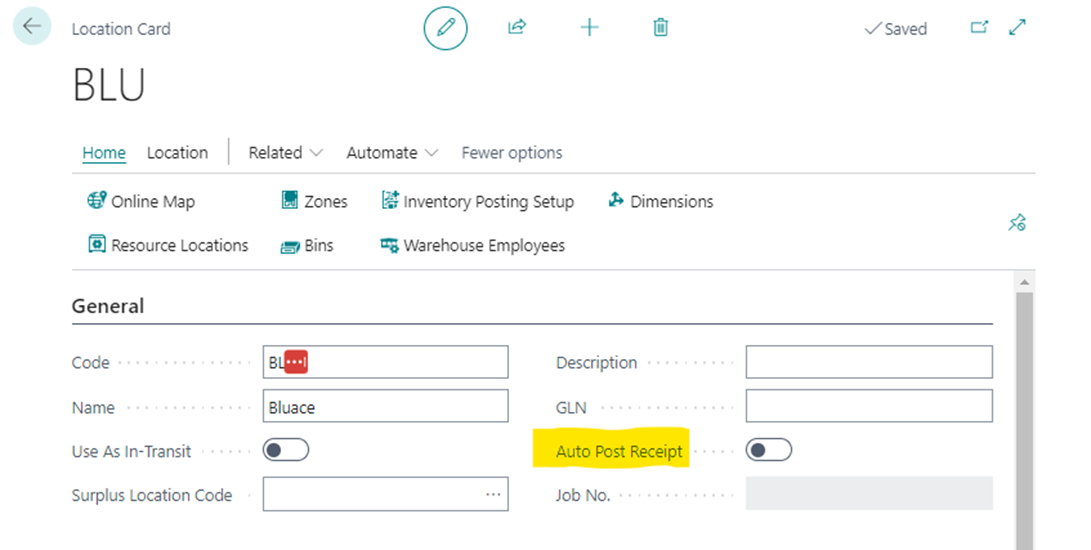 Location Card
Saved
BLU
Home Location Related Automate Fewer options
Online Map Zones Inventory Posting Setup Dimensions
Resource Locations Bins Warehouse Employees
General
Code BL Description
Name Bluace GLN
Use As In-Transit Auto Post Receipt
Surplus Location Code ... Job No.